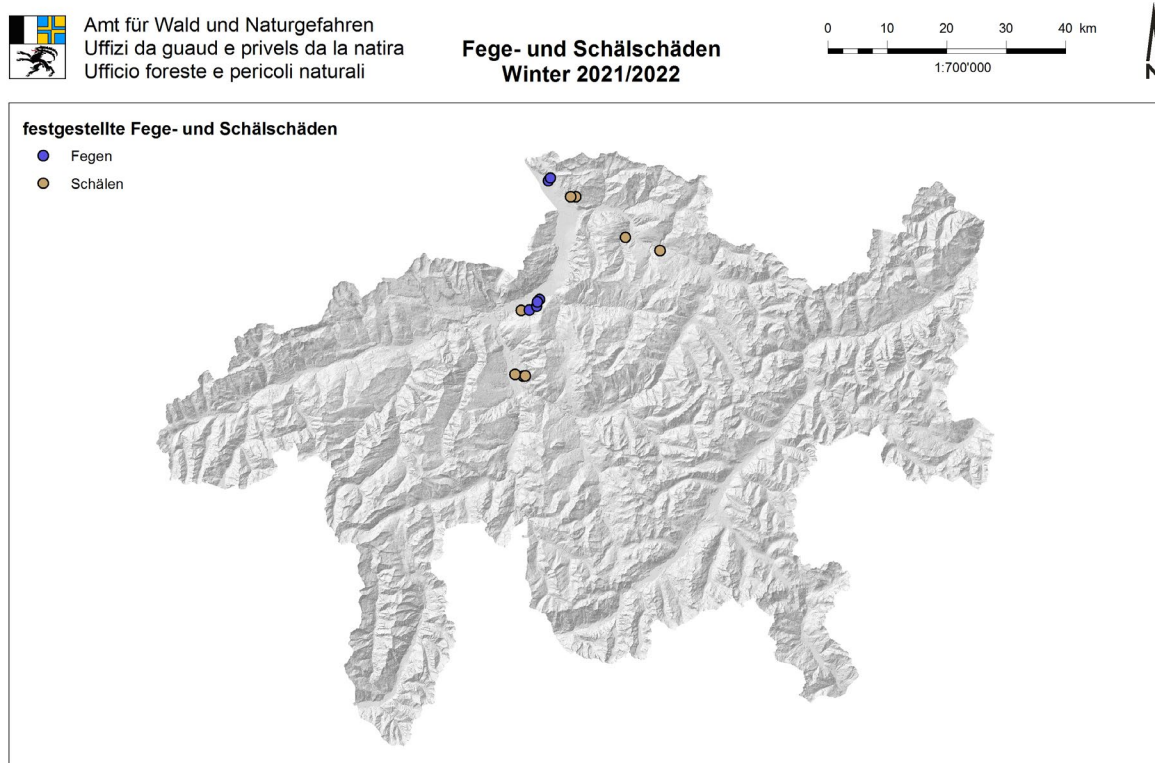 Amt für Wald und Naturgefahren
Uffizi da guaud e privels da la natira
Ufficio foreste e pericoli naturali
Fege- und Schälschäden
Winter 2021/2022
0 10 20 30 40 km
1:700'000
N
festgestellte Fege- und Schälschäden
Fegen
Schälen